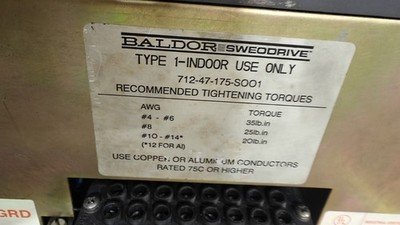 BALDOR SWEODRIVE
TYPE 1-INDOOR USE ONLY
712-47-175-SOO1
RECOMMENDED TIGHTENING TORQUES
AWG TORQUE
#4 - #6 35lb.in
#8 25lb.in
#10 - #14* 20lb.in
(*12 FOR Al)
USE COPPER OR ALUMINIUM CONDUCTORS
RATED 75C OR HIGHER
GRD